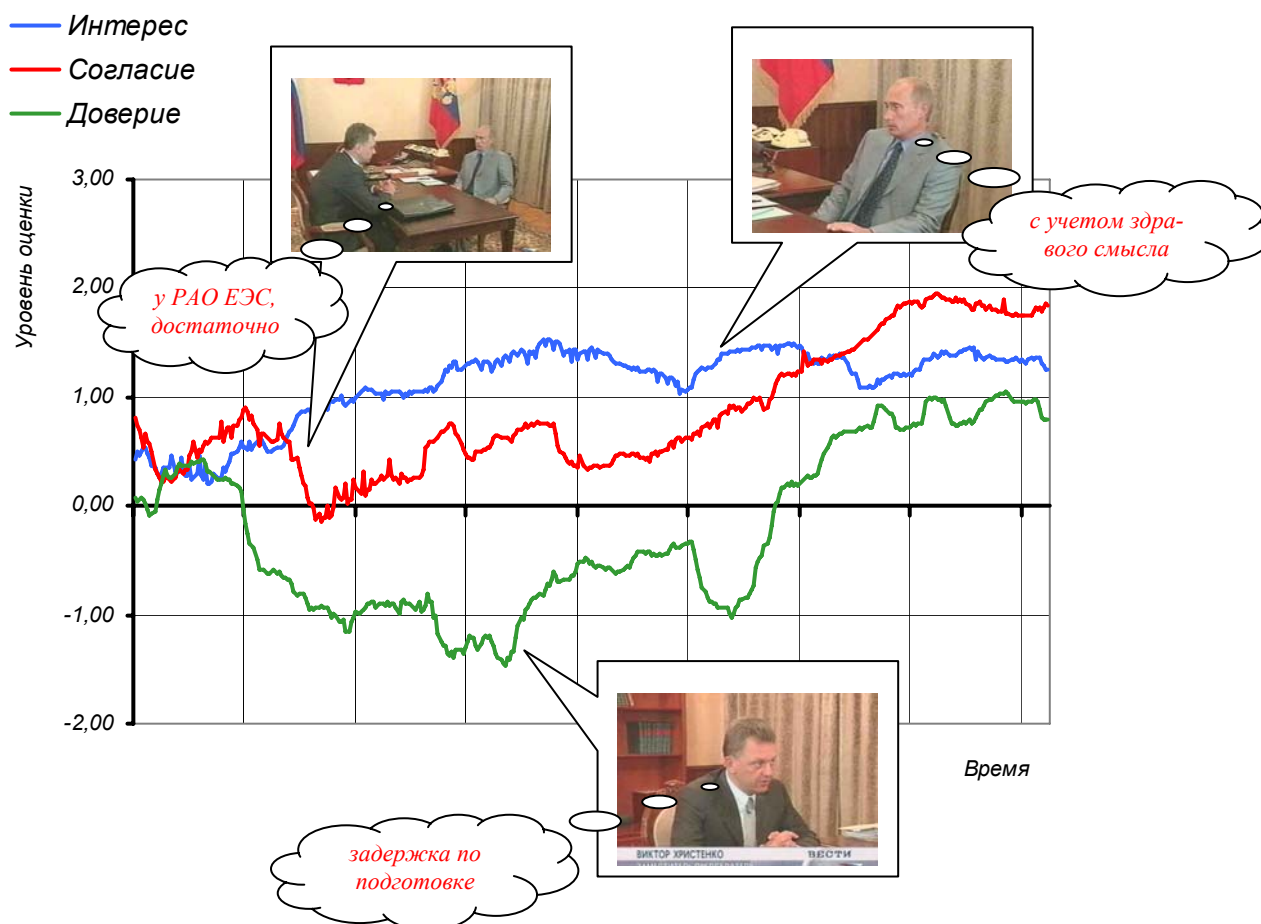 Интерес
Согласие
Доверие
Уровень оценки
3,00
2,00
1,00
0,00
-1,00
-2,00
у РАО ЕЭС,
достаточно
с учетом здра-
вого смысла
Время
ВИКТОР ХРИСТЕНКО
ВЕСТИ
задержка по
подготовке